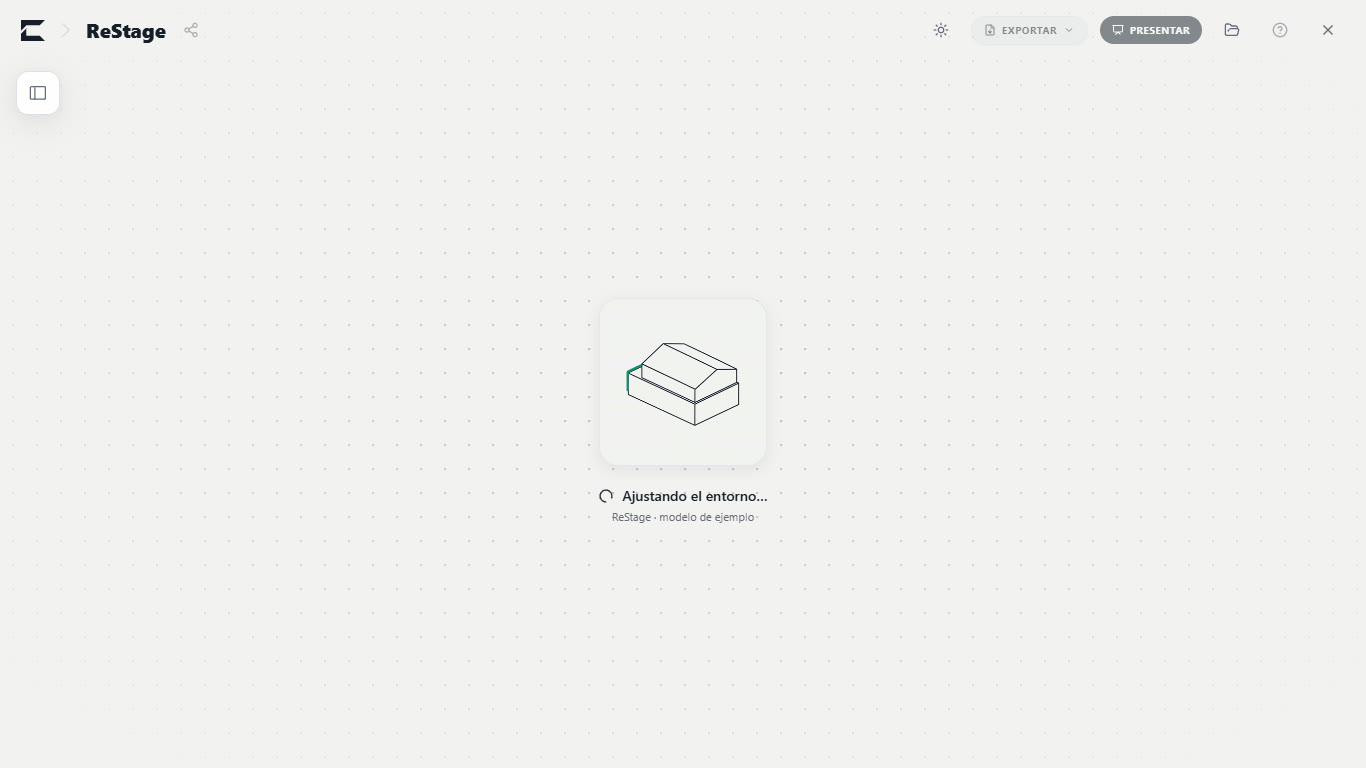 ReStage
EXPORTAR
PRESENTAR
Ajustando el entorno...
ReStage · modelo de ejemplo